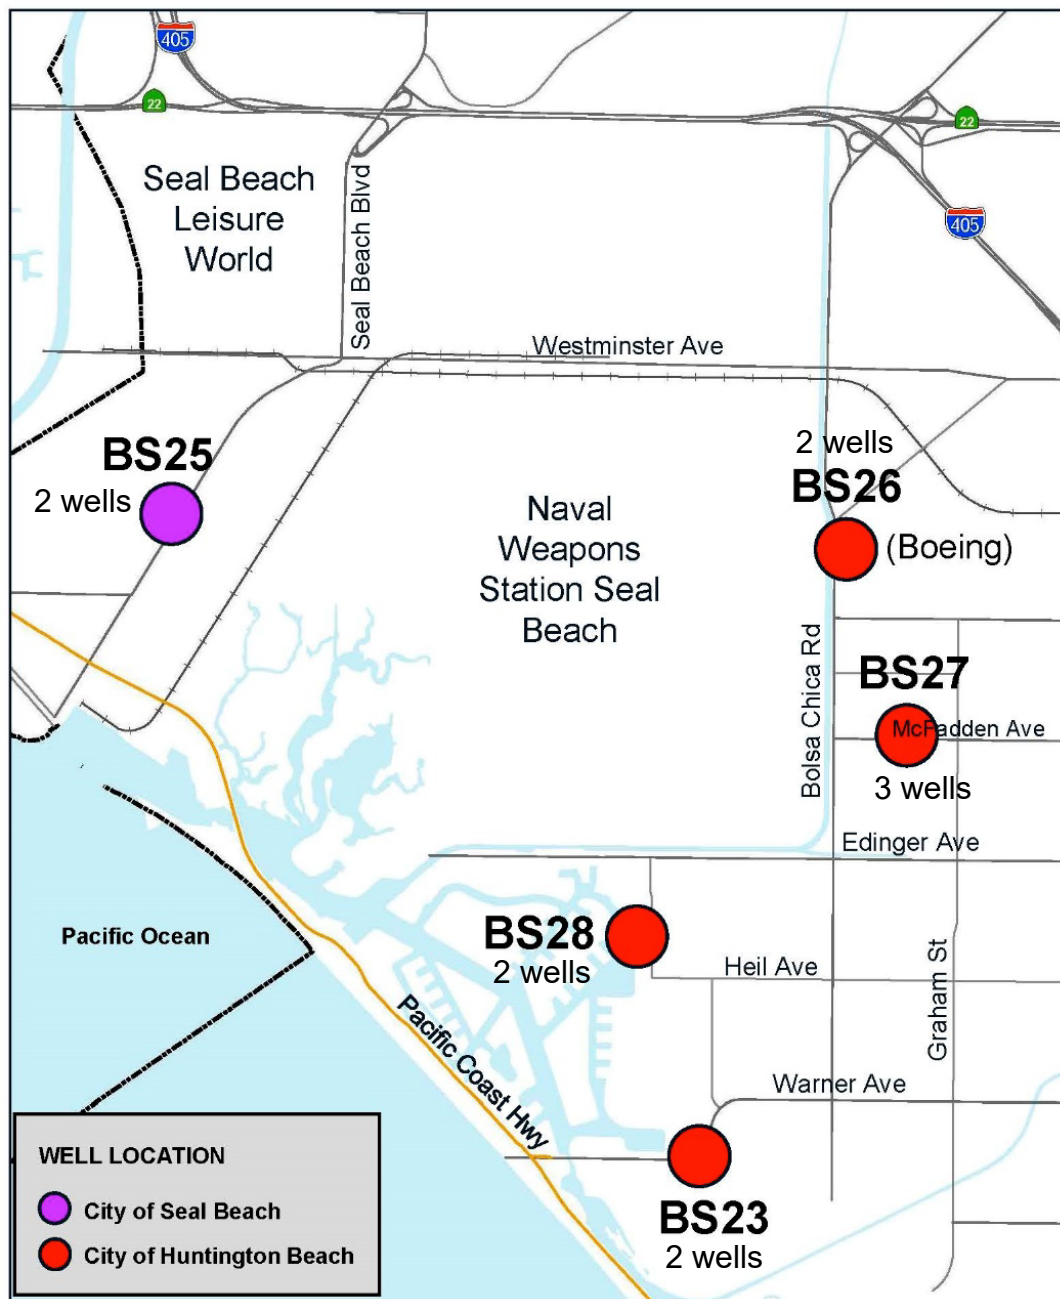 405
22
22
405
Seal Beach
Leisure
World
Seal Beach Blvd
Westminster Ave
BS25
2 wells
2 wells
BS26
(Boeing)
Naval
Weapons
Station Seal
Beach
Bolsa Chica Rd
BS27
McFadden Ave
3 wells
Edinger Ave
Pacific Ocean
BS28
2 wells
Heil Ave
Graham St
Pacific Coast Hwy
Warner Ave
BS23
2 wells
WELL LOCATION
City of Seal Beach
City of Huntington Beach